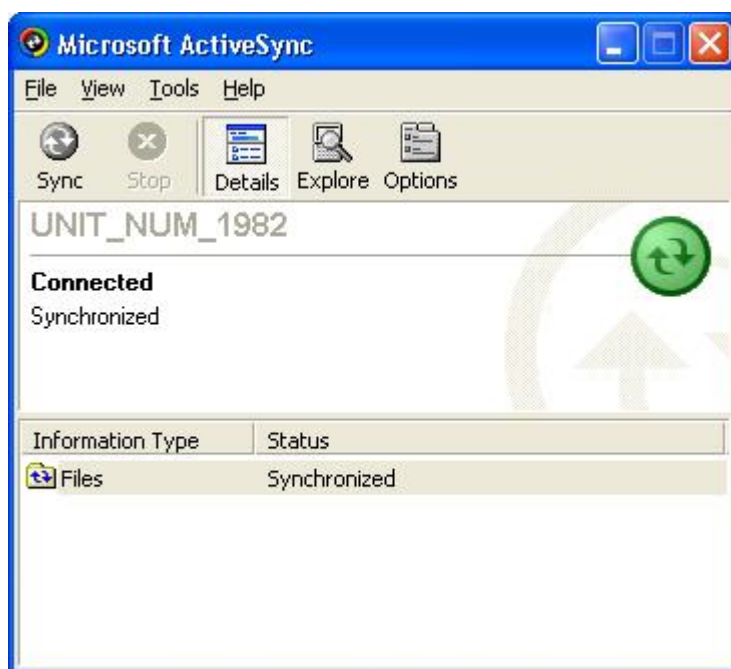 Microsoft ActiveSync
File View Tools Help
Sync Stop Details Explore Options
UNIT_NUM_1982
Connected
Synchronized
Information Type Status
Files Synchronized